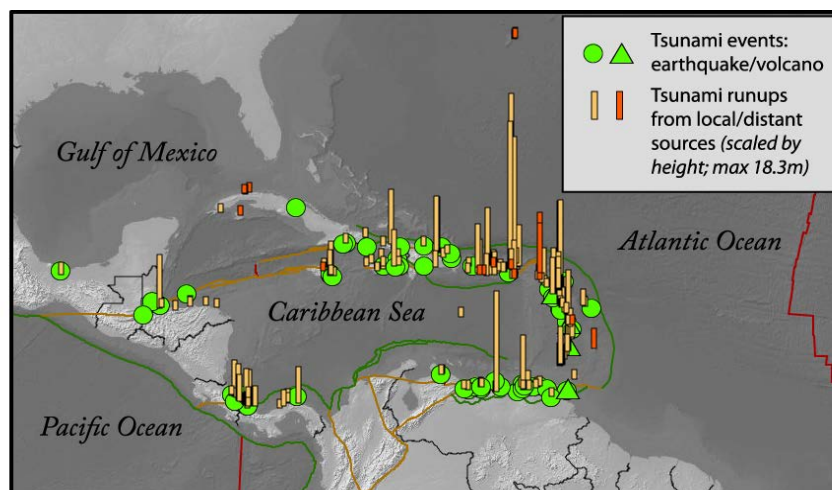 Tsunami events:
earthquake/volcano
Tsunami runups
from local/distant
sources (scaled by
height; max 18.3m)
Gulf of Mexico
Atlantic Ocean
Caribbean Sea
Pacific Ocean